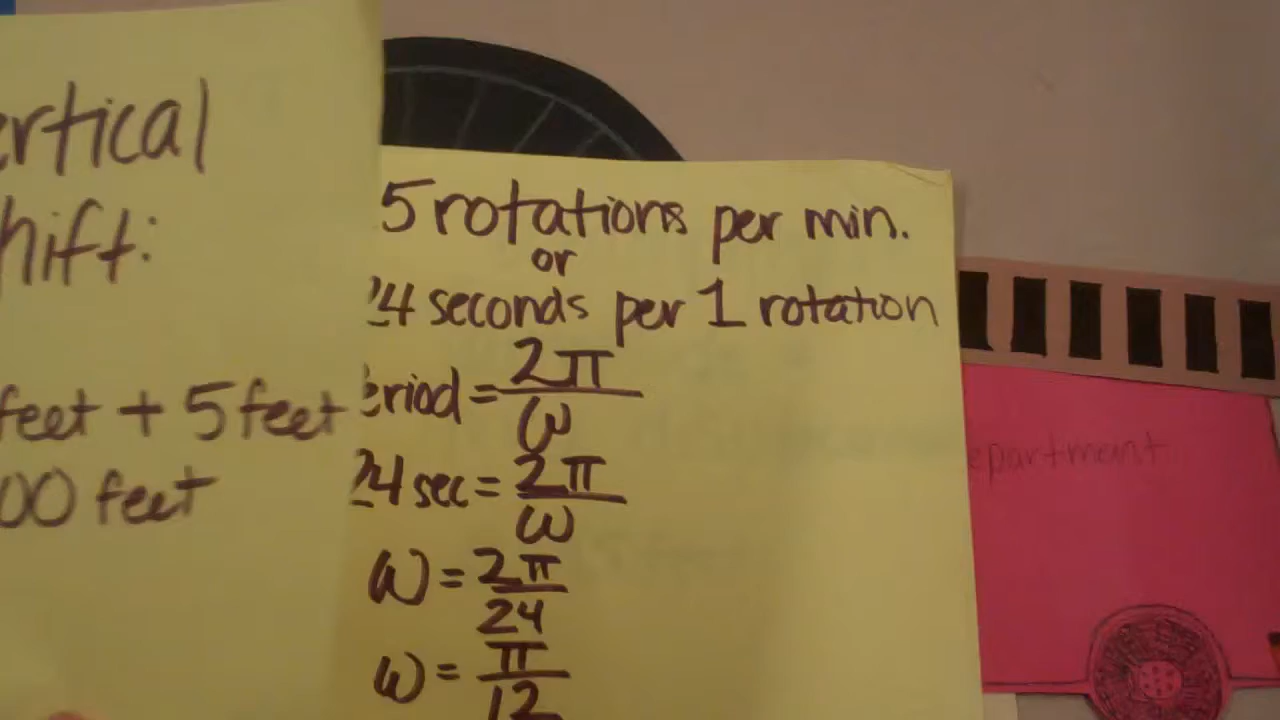 ertical
hift:
feet + 5 feet
00 feet
5 rotations per min.
or
24 seconds per 1 rotation
eriod = 2π/ω
24 sec = 2π/ω
ω = 2π/24
ω = π/12
epartment